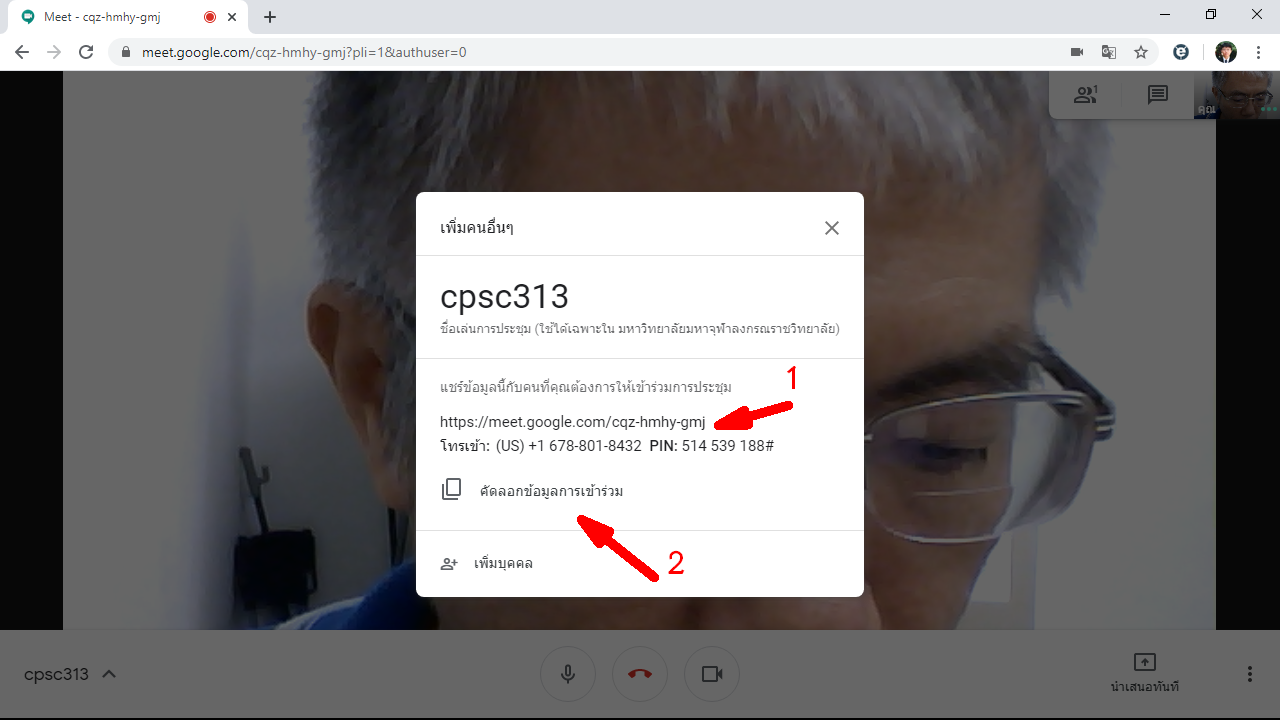 Meet - cqz-hmhy-gmj
meet.google.com/cqz-hmhy-gmj?pli=1&authuser=0
1
คุณ
เพิ่มคนอื่นๆ
cpsc313
ชื่อเล่นการประชุม (ใช้ได้เฉพาะใน มหาวิทยาลัยมหาจุฬาลงกรณราชวิทยาลัย)
แชร์ข้อมูลนี้กับคนที่คุณต้องการให้เข้าร่วมการประชุม
1
https://meet.google.com/cqz-hmhy-gmj
โทรเข้า: (US) +1 678-801-8432 PIN: 514 539 188#
คัดลอกข้อมูลการเข้าร่วม
2
เพิ่มบุคคล
cpsc313
นำเสนอทันที